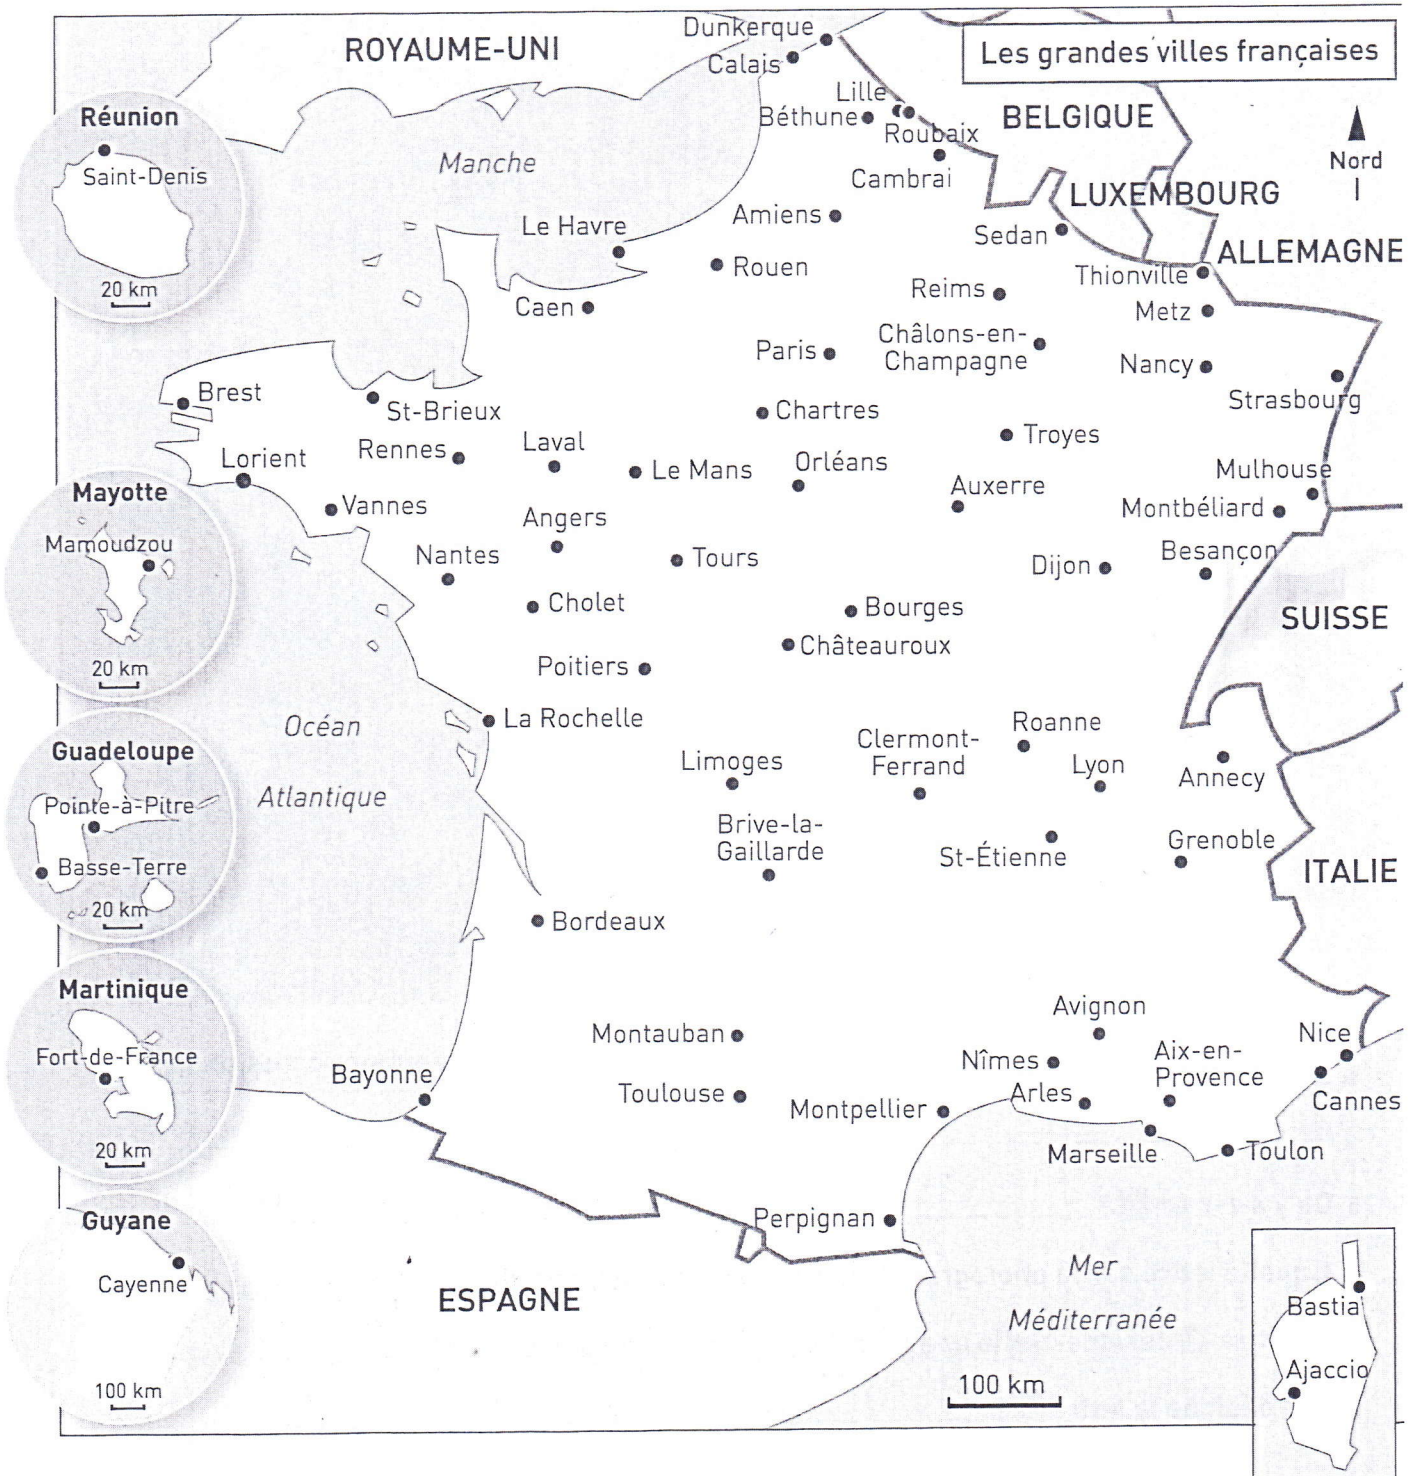 Les grandes villes françaises
ROYAUME-UNI
Dunkerque
Calais
Lille
Béthune
Roubaix
BELGIQUE
Nord
Cambrai
LUXEMBOURG
Manche
Amiens
Sedan
ALLEMAGNE
Le Havre
Rouen
Thionville
Reims
Metz
Caen
Châlons-en-
Champagne
Paris
Nancy
Strasbourg
Brest
St-Brieux
Chartres
Troyes
Rennes
Laval
Le Mans
Orléans
Lorient
Mulhouse
Auxerre
Vannes
Montbéliard
Angers
Nantes
Tours
Dijon
Besançon
Cholet
Bourges
SUISSE
Châteauroux
Poitiers
La Rochelle
Océan
Atlantique
Roanne
Clermont-
Ferrand
Limoges
Lyon
Annecy
Brive-la-
Gaillarde
St-Étienne
Grenoble
ITALIE
Bordeaux
Avignon
Montauban
Nîmes
Aix-en-
Provence
Nice
Bayonne
Toulouse
Montpellier
Arles
Cannes
Marseille
Toulon
Perpignan
Mer
Méditerranée
ESPAGNE
100 km
Bastia
Ajaccio
Réunion
Saint-Denis
20 km
Mayotte
Mamoudzou
20 km
Guadeloupe
Pointe-à-Pitre
Basse-Terre
20 km
Martinique
Fort-de-France
20 km
Guyane
Cayenne
100 km